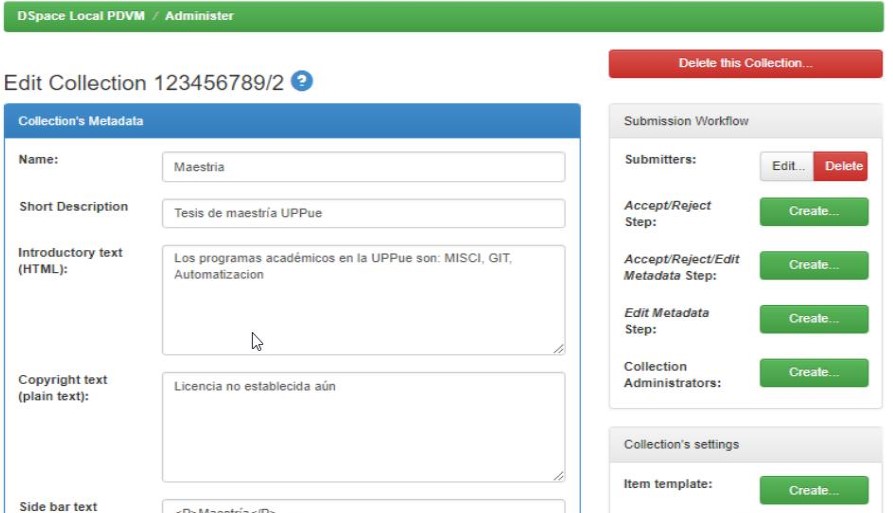 DSpace Local PDVM / Administer
Delete this Collection...
Edit Collection 123456789/2 ?
Collection's Metadata
Name:
Maestria
Short Description
Tesis de maestría UPPue
Introductory text
(HTML):
Los programas académicos en la UPPue son: MISCI, GIT,
Automatizacion
Copyright text
(plain text):
Licencia no establecida aún
Side bar text
<P>Maestría</P>
Submission Workflow
Submitters:
Edit... Delete
Accept/Reject
Step:
Create...
Accept/Reject/Edit
Metadata Step:
Create...
Edit Metadata
Step:
Create...
Collection
Administrators:
Create...
Collection's settings
Item template:
Create...